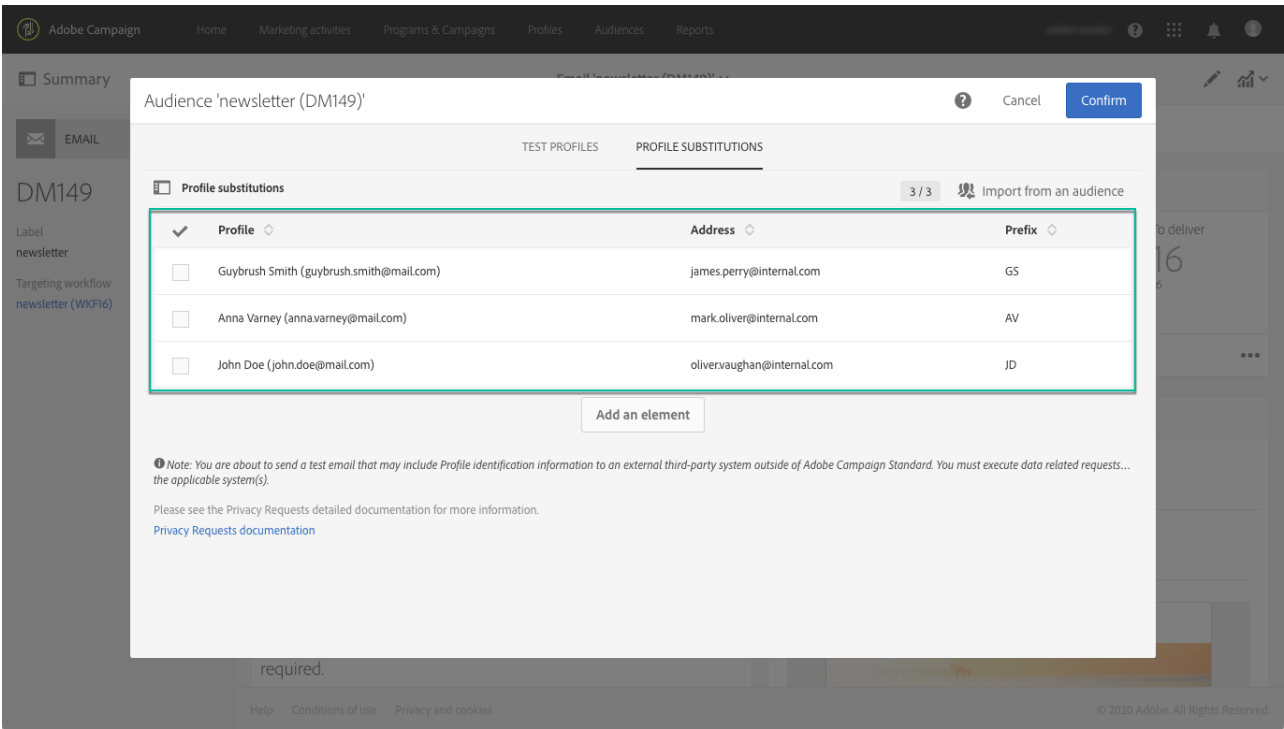 Adobe Campaign Home Marketing activities Programs & Campaigns Profiles Audiences Reports
Summary
Audience 'newsletter (DM149)' Cancel Confirm
EMAIL
TEST PROFILES PROFILE SUBSTITUTIONS
DM149
Profile substitutions 3 / 3 Import from an audience
Label
newsletter
Targeting workflow
newsletter (WKF16)
Profile Address Prefix
Guybrush Smith (guybrush.smith@mail.com) james.perry@internal.com GS
Anna Varney (anna.varney@mail.com) mark.oliver@internal.com AV
John Doe (john.doe@mail.com) oliver.vaughan@internal.com JD
Add an element
Note: You are about to send a test email that may include Profile identification information to an external third-party system outside of Adobe Campaign Standard. You must execute data related requests…
the applicable system(s).
Please see the Privacy Requests detailed documentation for more information.
Privacy Requests documentation
deliver
16
required.
Help Conditions of use Privacy and cookies © 2020 Adobe. All Rights Reserved.